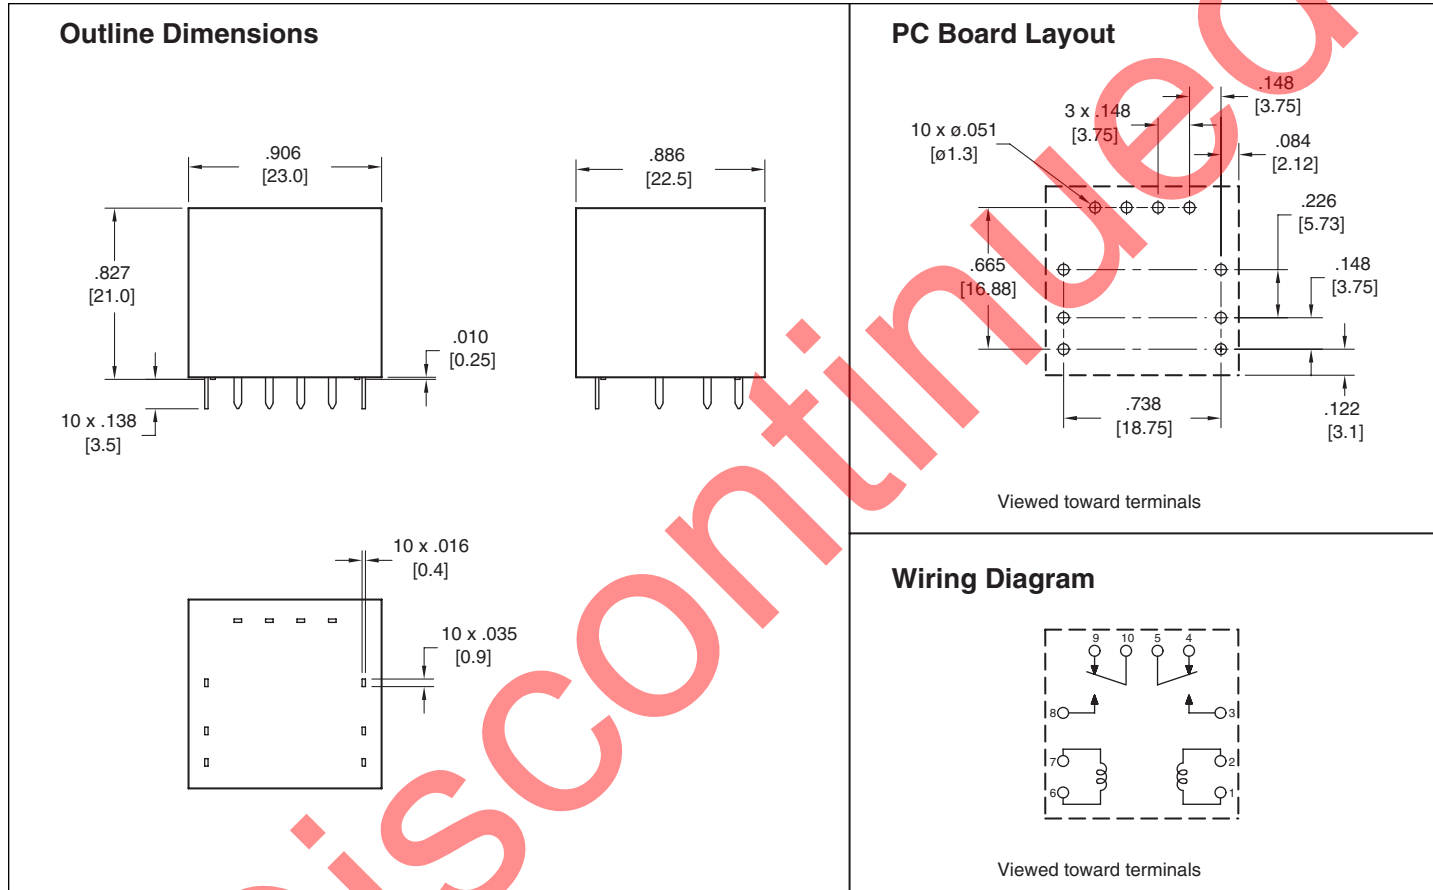 Outline Dimensions
.906
[23.0]
.886
[22.5]
.827
[21.0]
.010
[0.25]
10 x .138
[3.5]
10 x .016
[0.4]
10 x .035
[0.9]
PC Board Layout
.148
[3.75]
3 x .148
[3.75]
10 x ø.051
[ø1.3]
.084
[2.12]
.226
[5.73]
.665
[16.88]
.148
[3.75]
.738
[18.75]
.122
[3.1]
Viewed toward terminals
Wiring Diagram
9 10 5 4
8 3
7 2
6 1
Viewed toward terminals
iscontinued